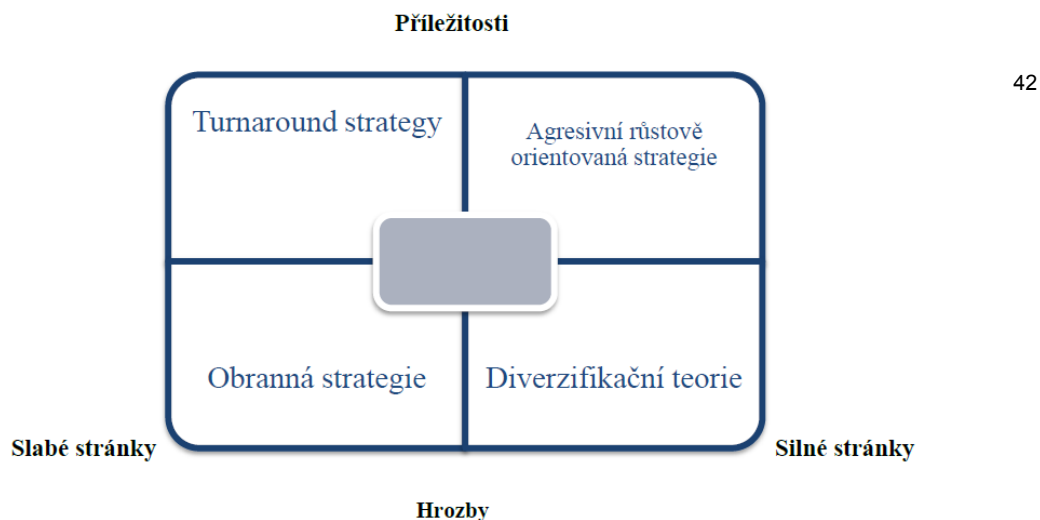 Příležitosti
42
Turnaround strategy
Agresivní růstově
orientovaná strategie
Obranná strategie
Diverzifikační teorie
Slabé stránky
Silné stránky
Hrozby